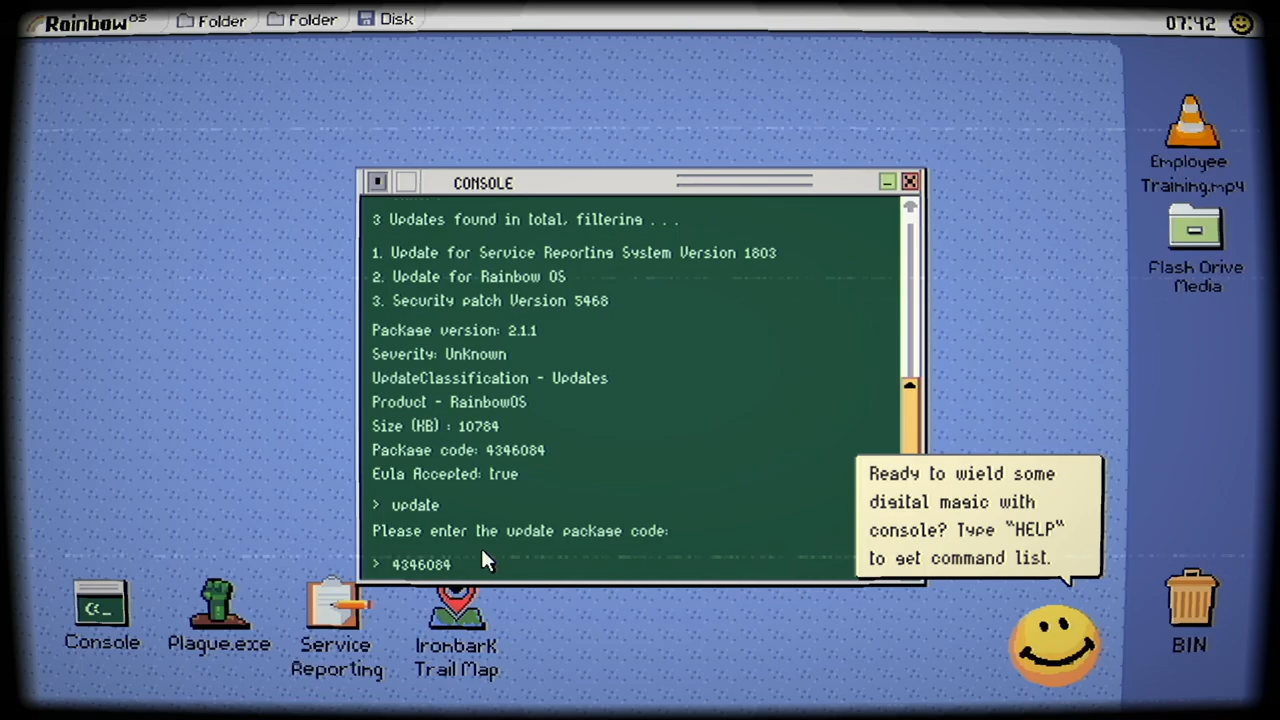 RainbowOS
Folder
Folder
Disk
07:42
Employee
Training.mp4
Flash Drive
Media
CONSOLE
3 Updates found in total, filtering . . .
1. Update for Service Reporting System Version 1803
2. Update for Rainbow OS
3. Security patch Version 5468
Package version: 2.1.1
Severity: Unknown
UpdateClassification - Updates
Product - RainbowOS
Size (KB) : 10784
Package code: 4346084
Eula Accepted: true
> update
Please enter the update package code:
> 4346084
Ready to wield some
digital magic with
console? Type "HELP"
to get command list.
Console
Plague.exe
Service
Reporting
Ironbark
Trail Map
BIN